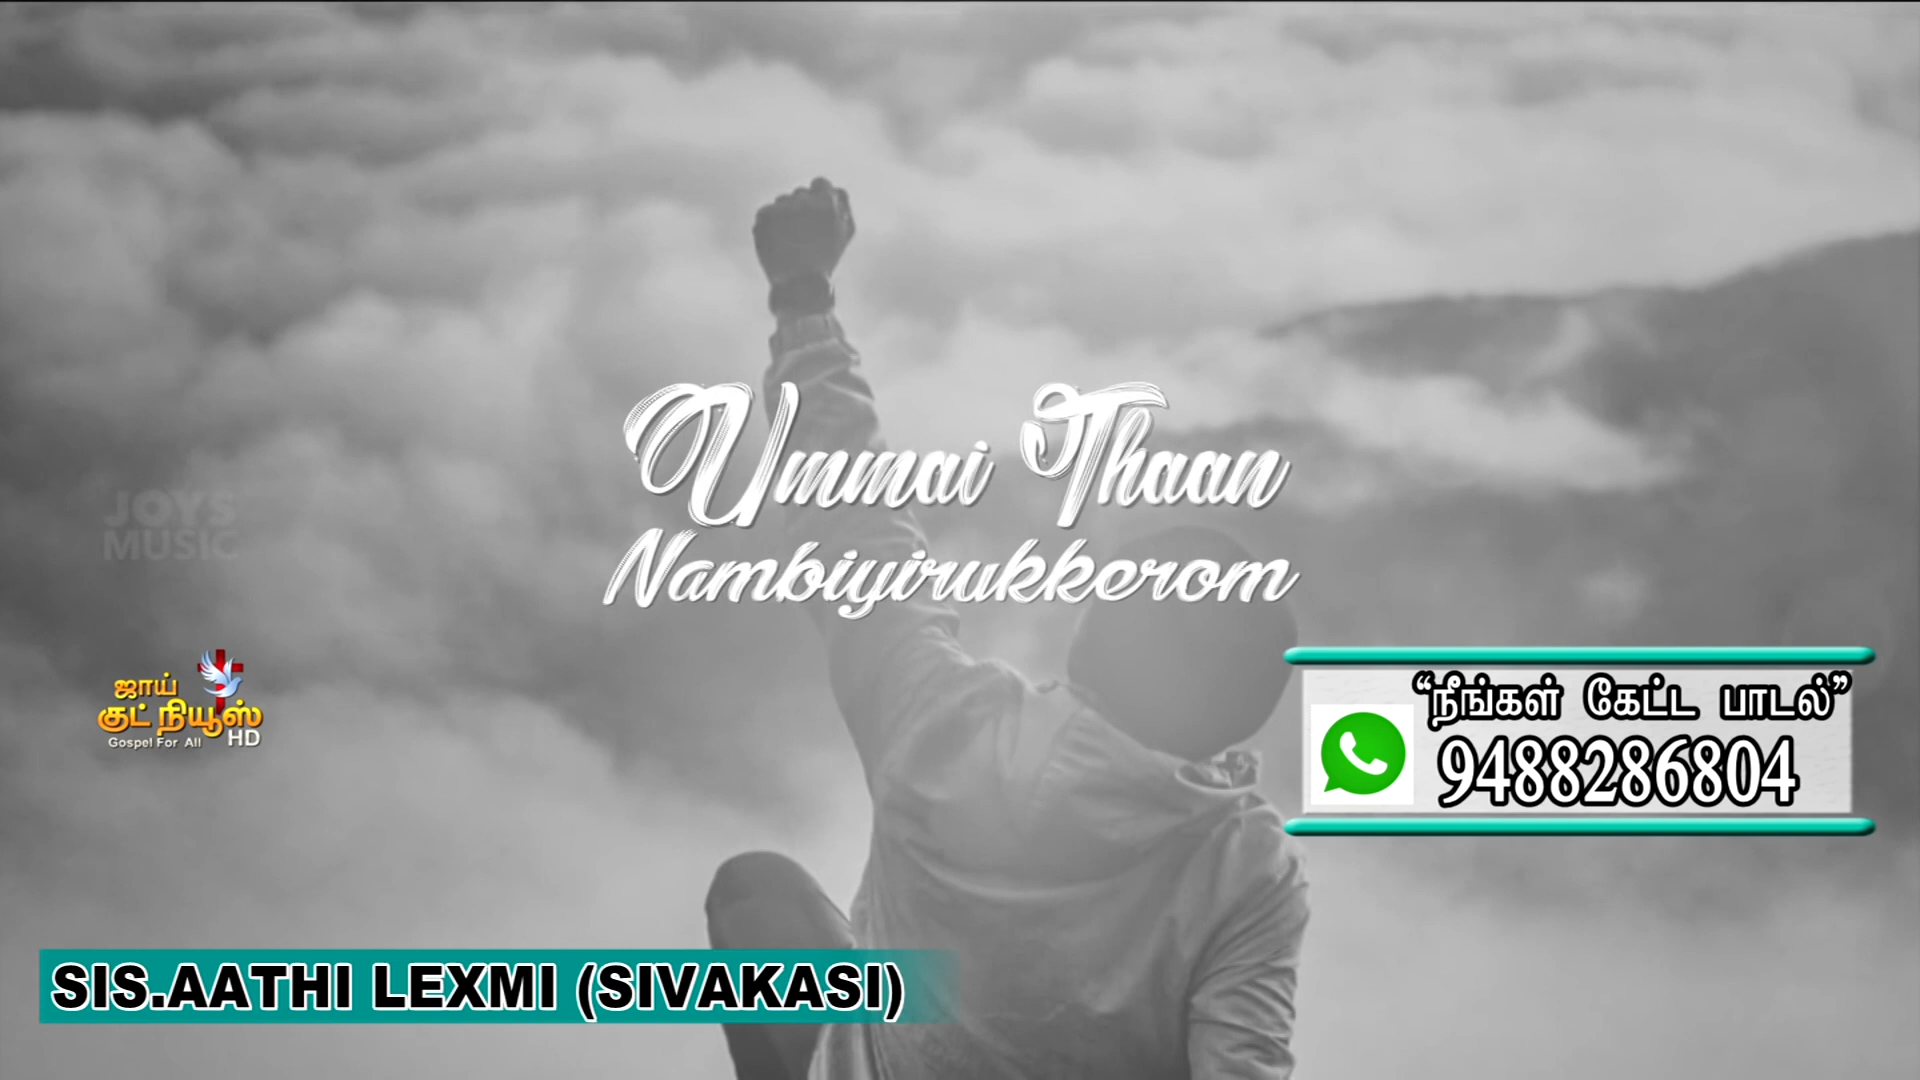 Ummai Thaan
Nambiyirukkerom
JOYS
MUSIC
ஜாய்
குட் நியூஸ்
Gospel For All HD
“நீங்கள் கேட்ட பாடல்”
9488286804
SIS.AATHI LEXMI (SIVAKASI)